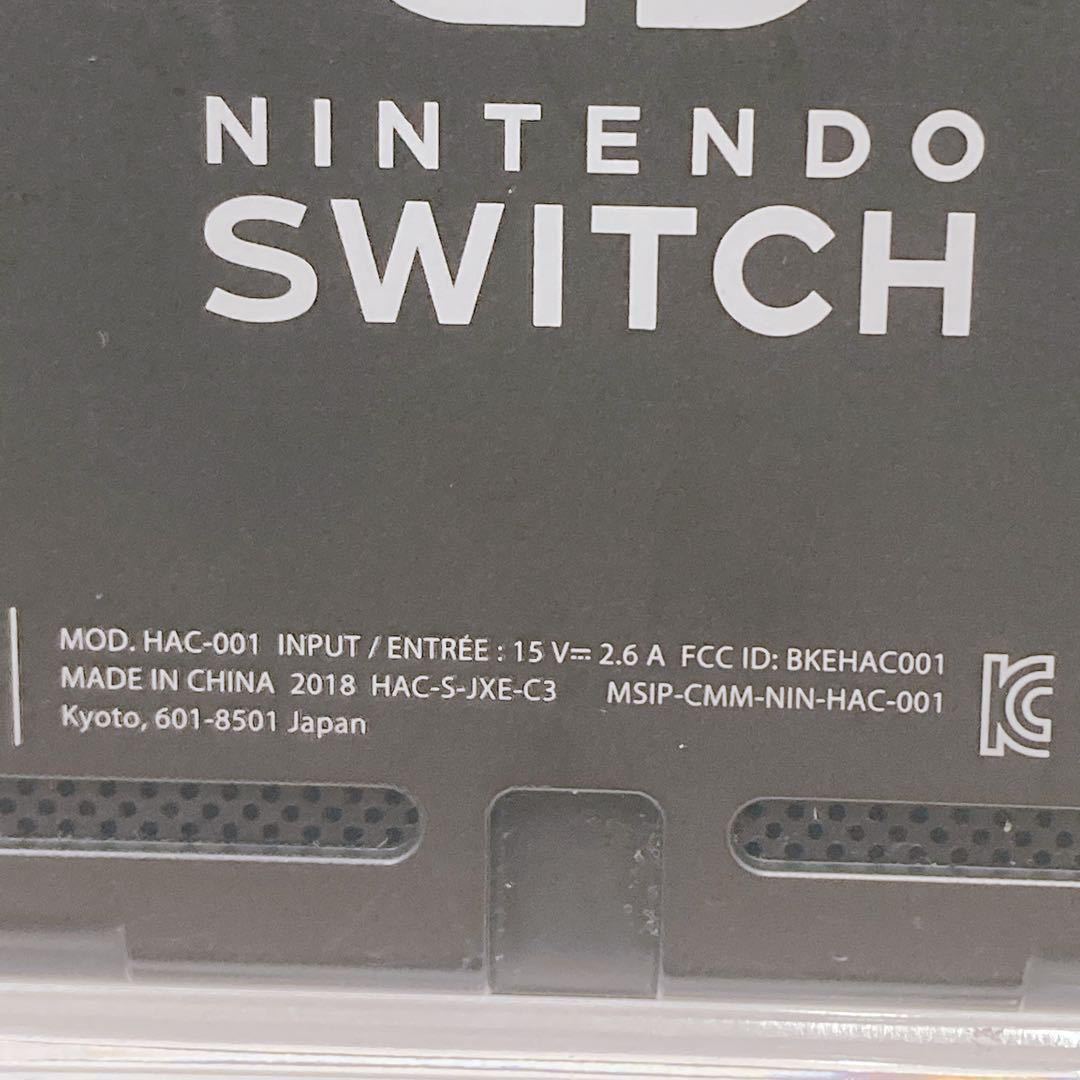 NINTENDO
SWITCH
MOD. HAC-001 INPUT / ENTRÉE : 15 V⎓ 2.6 A FCC ID: BKEHAC001
MADE IN CHINA 2018 HAC-S-JXE-C3 MSIP-CMM-NIN-HAC-001
Kyoto, 601-8501 Japan